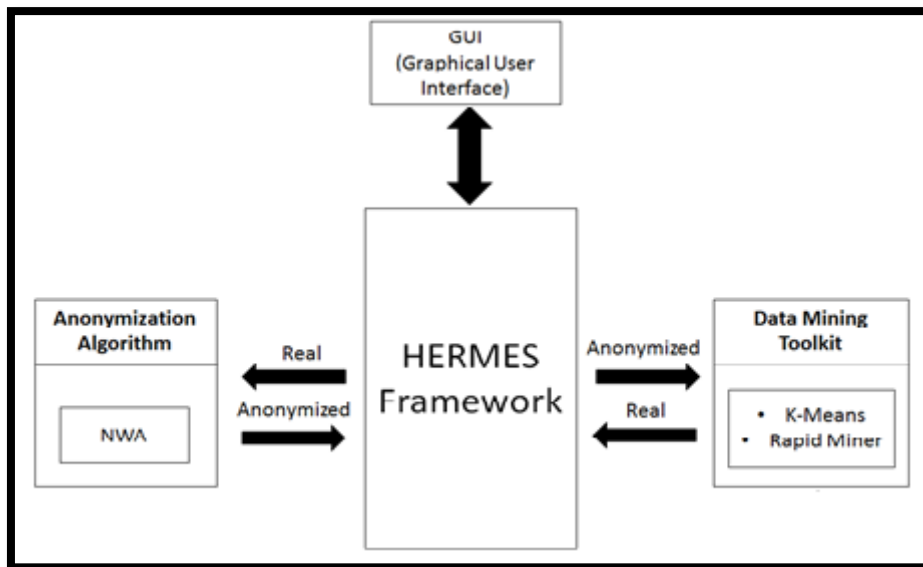 GUI
(Graphical User
Interface)
Anonymization
Algorithm
NWA
Real
Anonymized
HERMES
Framework
Anonymized
Real
Data Mining
Toolkit
• K-Means
• Rapid Miner